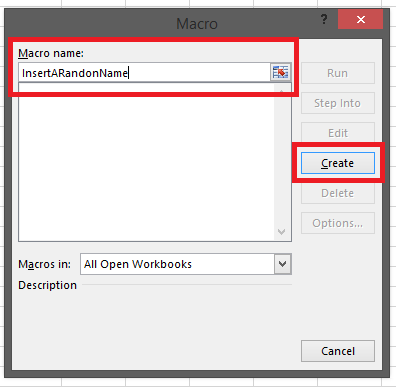 Macro
?
Macro name:
InsertARandonName
Run
Step Into
Edit
Create
Delete
Options...
Macros in:
All Open Workbooks
Description
Cancel